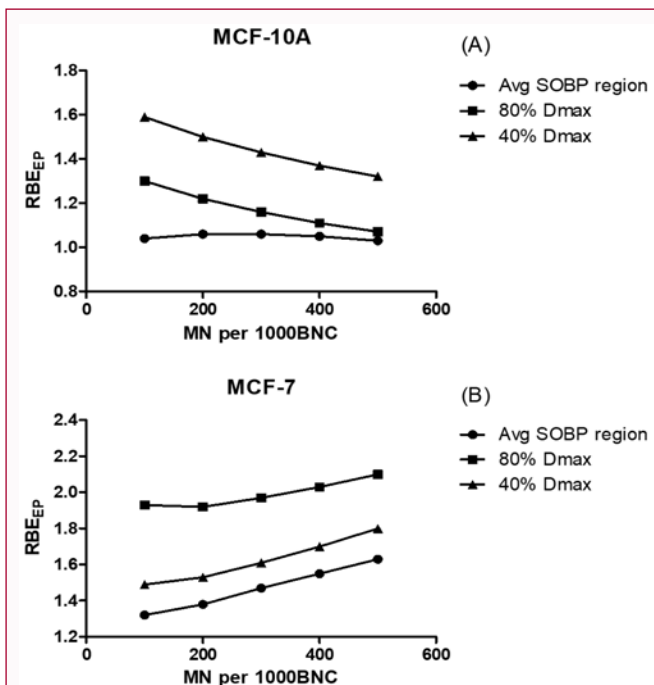 MCF-10A
(A)
Avg SOBP region
80% Dmax
40% Dmax
RBE_EP
1.8
1.6
1.4
1.2
1.0
0.8
0 200 400 600
MN per 1000BNC
MCF-7
(B)
Avg SOBP region
80% Dmax
40% Dmax
RBE_EP
2.4
2.2
2.0
1.8
1.6
1.4
1.2
0 200 400 600
MN per 1000BNC